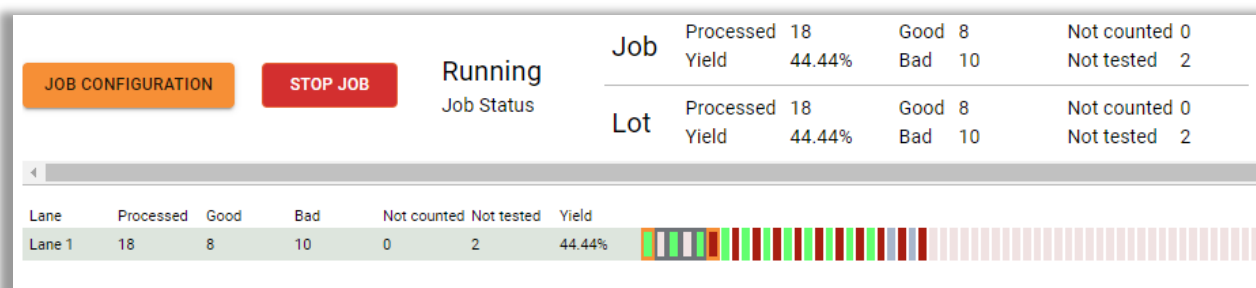 JOB CONFIGURATION
STOP JOB
Running
Job Status
Job
Processed 18 Good 8 Not counted 0
Yield 44.44% Bad 10 Not tested 2
Lot
Processed 18 Good 8 Not counted 0
Yield 44.44% Bad 10 Not tested 2
Lane Processed Good Bad Not counted Not tested Yield
Lane 1 18 8 10 0 2 44.44%